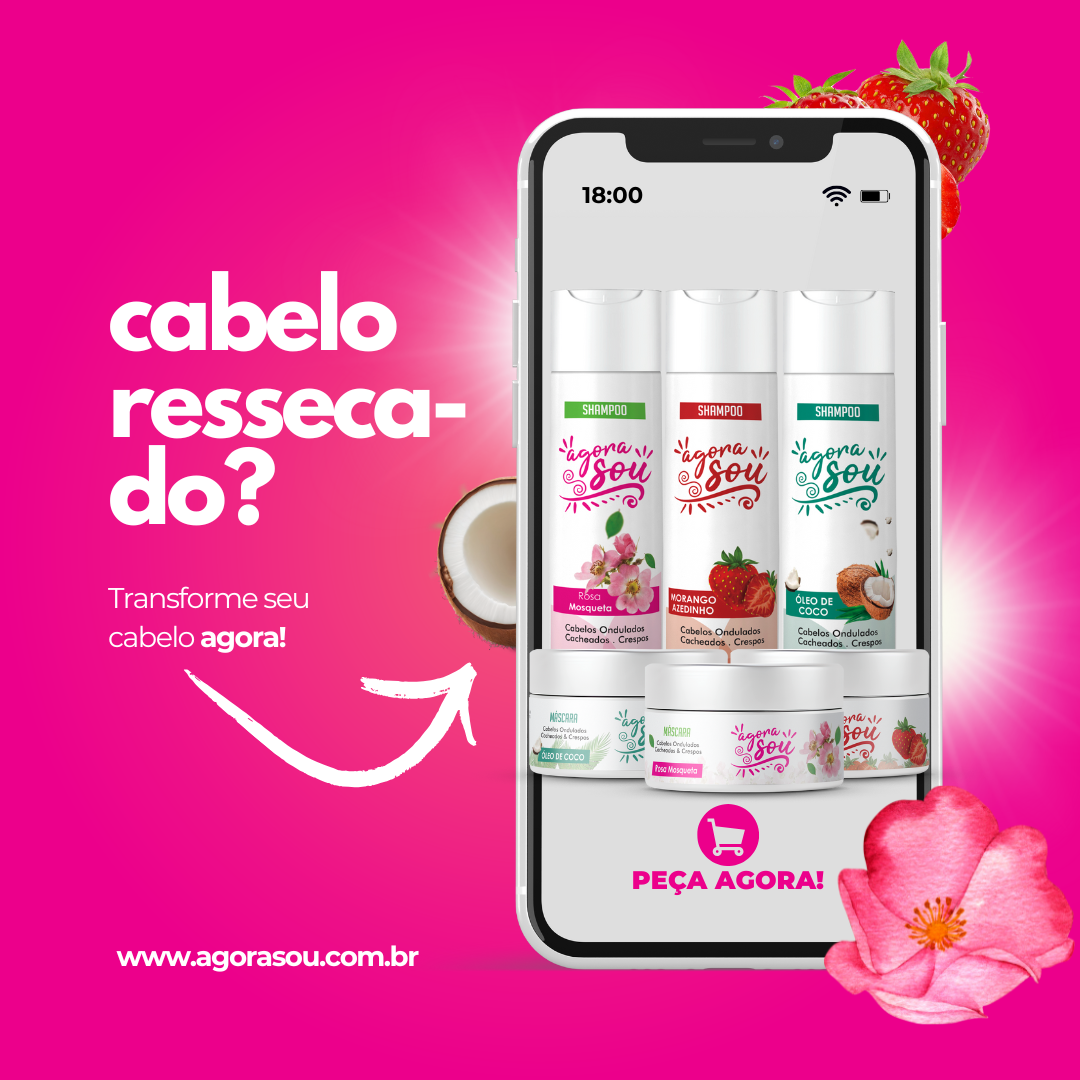 cabelo
resseca-
do?
Transforme seu
cabelo agora!
www.agorasou.com.br
18:00
SHAMPOO
agora
sou
Rosa
Mosqueta
Cabelos Ondulados
Cacheados . Crespos
SHAMPOO
agora
sou
MORANGO
AZEDINHO
Cabelos Ondulados
Cacheados . Crespos
SHAMPOO
agora
sou
ÓLEO DE
COCO
Cabelos Ondulados
Cacheados . Crespos
MÁSCARA
Cabelos Ondulados
Cacheados & Crespos
ÓLEO DE COCO
MÁSCARA
Cabelos Ondulados
Cacheados & Crespos
Rosa Mosqueta
agora
sou
sou
PEÇA AGORA!